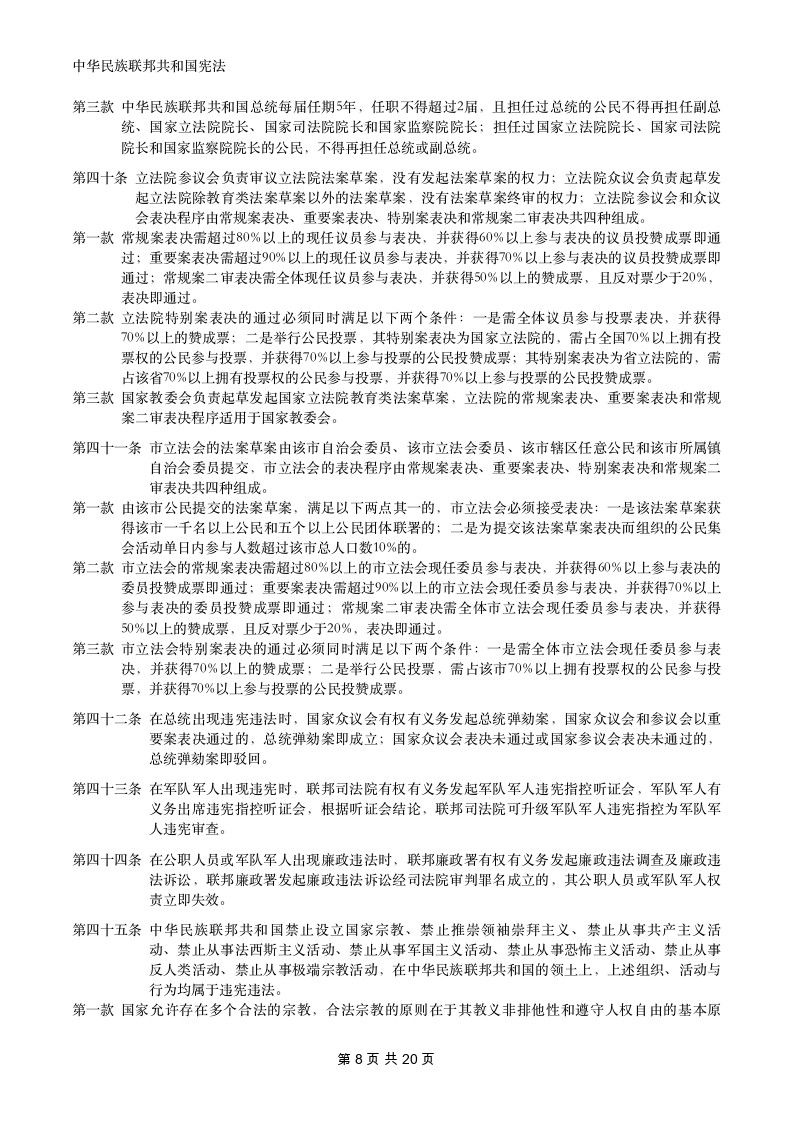 中华民族联邦共和国宪法
第三款 中华民族联邦共和国总统每届任期5年，任职不得超过2届，且担任过总统的公民不得再担任副总
统、国家立法院院长、国家司法院院长和国家监察院院长；担任过国家立法院院长、国家司法院
院长和国家监察院院长的公民，不得再担任总统或副总统。
第四十条 立法院参议会负责审议立法院法案草案，没有发起法案草案的权力；立法院众议会负责起草发
起立法院除教育类法案草案以外的法案草案，没有法案草案终审的权力；立法院参议会和众议
会表决程序由常规案表决、重要案表决、特别案表决和常规案二审表决共四种组成。
第一款 常规案表决需超过80%以上的现任议员参与表决，并获得60%以上参与表决的议员投赞成票即通
过；重要案表决需超过90%以上的现任议员参与表决，并获得70%以上参与表决的议员投赞成票即
通过；常规案二审表决需全体现任议员参与表决，并获得50%以上的赞成票，且反对票少于20%，
表决即通过。
第二款 立法院特别案表决的通过必须同时满足以下两个条件：一是需全体议员参与投票表决，并获得
70%以上的赞成票；二是举行公民投票，其特别案表决为国家立法院的，需占全国70%以上拥有投
票权的公民参与投票，并获得70%以上参与投票的公民投赞成票；其特别案表决为省立法院的，需
占该省70%以上拥有投票权的公民参与投票，并获得70%以上参与投票的公民投赞成票。
第三款 国家教委会负责起草发起国家立法院教育类法案草案，立法院的常规案表决、重要案表决和常规
案二审表决程序适用于国家教委会。
第四十一条 市立法会的法案草案由该市自治会委员、该市立法会委员、该市辖区任意公民和该市所属镇
自治会委员提交，市立法会的表决程序由常规案表决、重要案表决、特别案表决和常规案二
审表决共四种组成。
第一款 由该市公民提交的法案草案，满足以下两点其一的，市立法会必须接受表决：一是该法案草案获
得该市一千名以上公民和五个以上公民团体联署的；二是为提交该法案草案表决而组织的公民集
会活动单日内参与人数超过该市总人口数10%的。
第二款 市立法会的常规案表决需超过80%以上的市立法会现任委员参与表决，并获得60%以上参与表决的
委员投赞成票即通过；重要案表决需超过90%以上的市立法会现任委员参与表决，并获得70%以上
参与表决的委员投赞成票即通过；常规案二审表决需全体市立法会现任委员参与表决，并获得
50%以上的赞成票，且反对票少于20%，表决即通过。
第三款 市立法会特别案表决的通过必须同时满足以下两个条件：一是需全体市立法会现任委员参与表
决，并获得70%以上的赞成票；二是举行公民投票，需占该市70%以上拥有投票权的公民参与投
票，并获得70%以上参与投票的公民投赞成票。
第四十二条 在总统出现违宪违法时，国家众议会有权有义务发起总统弹劾案，国家众议会和参议会以重
要案表决通过的，总统弹劾案即成立；国家众议会表决未通过或国家参议会表决未通过的，
总统弹劾案即驳回。
第四十三条 在军队军人出现违宪时，联邦司法院有权有义务发起军队军人违宪指控听证会，军队军人有
义务出席违宪指控听证会，根据听证会结论，联邦司法院可升级军队军人违宪指控为军队军
人违宪审查。
第四十四条 在公职人员或军队军人出现廉政违法时，联邦廉政署有权有义务发起廉政违法调查及廉政违
法诉讼，联邦廉政署发起廉政违法诉讼经司法院审判罪名成立的，其公职人员或军队军人权
责立即失效。
第四十五条 中华民族联邦共和国禁止设立国家宗教、禁止推崇领袖崇拜主义、禁止从事共产主义活
动、禁止从事法西斯主义活动、禁止从事军国主义活动、禁止从事恐怖主义活动、禁止从事
反人类活动、禁止从事极端宗教活动，在中华民族联邦共和国的领土上，上述组织、活动与
行为均属于违宪违法。
第一款 国家允许存在多个合法的宗教，合法宗教的原则在于其教义非排他性和遵守人权自由的基本原
第 8 页 共 20 页